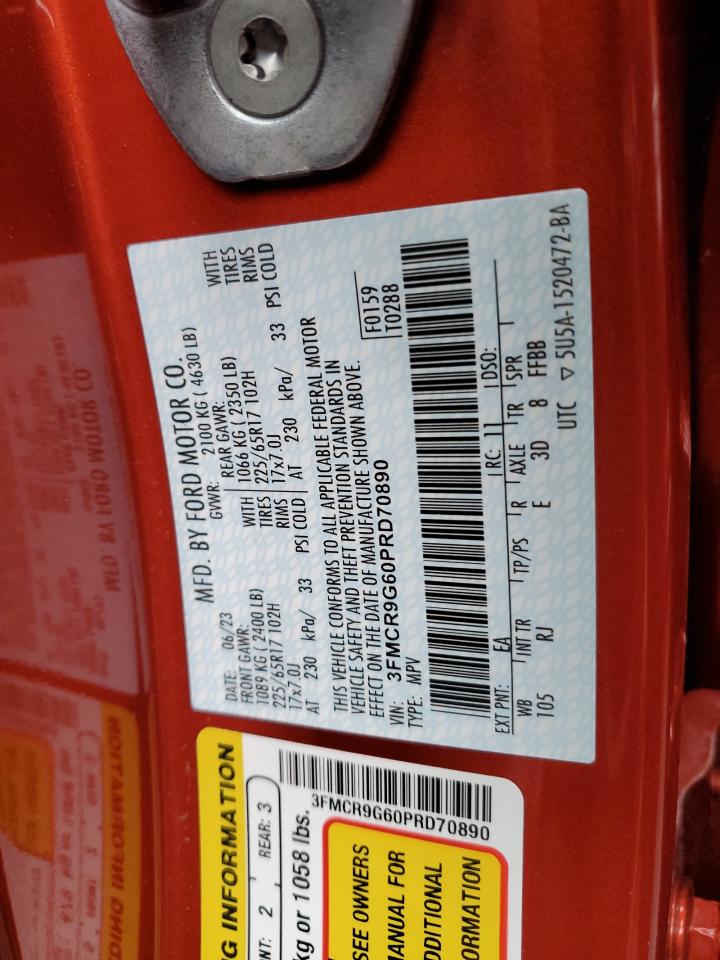 MFD. BY FORD MOTOR CO.
DATE: 06/23 GVWR: 2100 KG ( 4630 LB)
FRONT GAWR: REAR GAWR: WITH
1089 KG ( 2400 LB) WITH 1066 KG ( 2350 LB) TIRES
225/65R17 102H TIRES 225/65R17 102H RIMS
17x7.0J RIMS 17x7.0J
AT 230 kPa/ 33 PSI COLD AT 230 kPa/ 33 PSI COLD
THIS VEHICLE CONFORMS TO ALL APPLICABLE FEDERAL MOTOR
VEHICLE SAFETY AND THEFT PREVENTION STANDARDS IN
EFFECT ON THE DATE OF MANUFACTURE SHOWN ABOVE.
VIN: 3FMCR9G60PRD70890 F0159
TYPE: MPV T0288
EXT PNT: EA RC: 11 DSO:
WB INT TR TP/PS R AXLE TR SPR
105 RJ E 3D 8 FFBB
UTC ▽ 5U5A-1520472-BA
G INFORMATION
NT: 2 REAR: 3
kg or 1058 lbs.
3FMCR9G60PRD70890
SEE OWNERS
MANUAL FOR
DDITIONAL
ORMATION